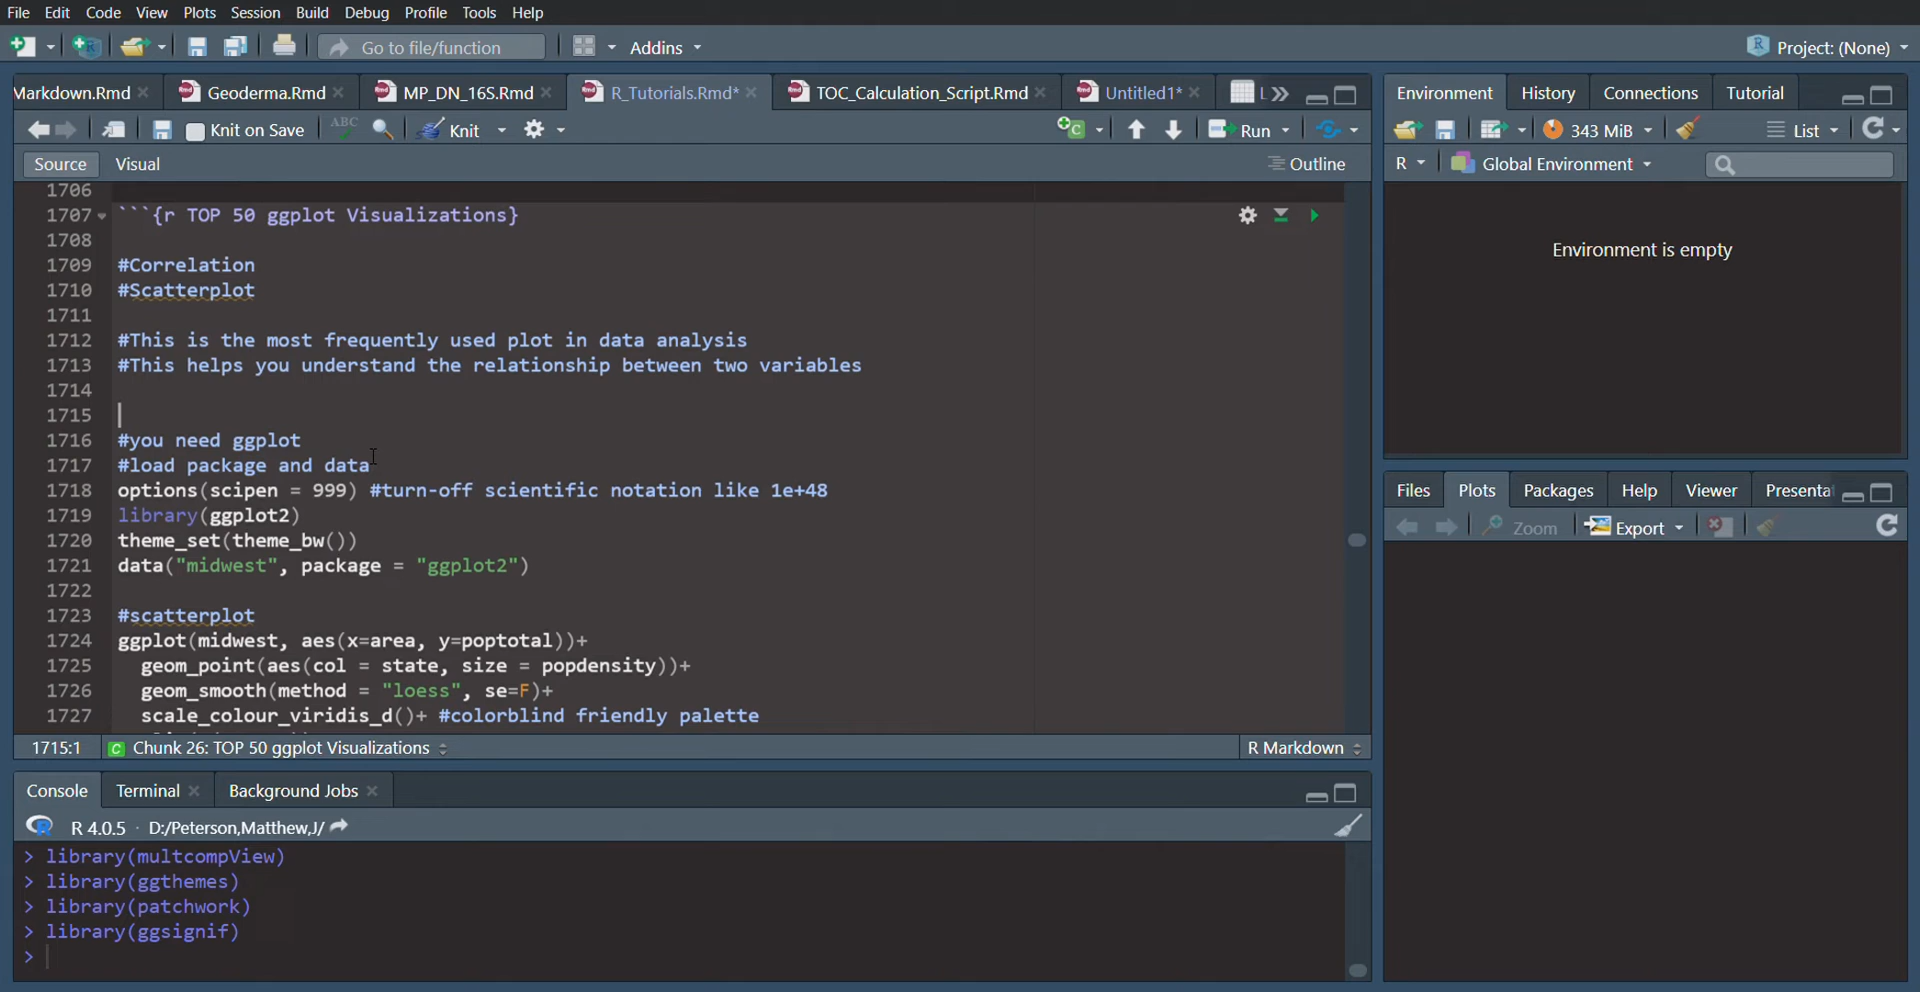 File Edit Code View Plots Session Build Debug Profile Tools Help
Go to file/function Addins Project: (None)
Markdown.Rmd Geoderma.Rmd MP_DN_16S.Rmd R_Tutorials.Rmd* TOC_Calculation_Script.Rmd Untitled1* L
Knit on Save ABC Knit Run
Source Visual Outline
1706
1707 ```{r TOP 50 ggplot Visualizations}
1708
1709 #Correlation
1710 #Scatterplot
1711
1712 #This is the most frequently used plot in data analysis
1713 #This helps you understand the relationship between two variables
1714
1715
1716 #you need ggplot
1717 #load package and data
1718 options(scipen = 999) #turn-off scientific notation like 1e+48
1719 library(ggplot2)
1720 theme_set(theme_bw())
1721 data("midwest", package = "ggplot2")
1722
1723 #scatterplot
1724 ggplot(midwest, aes(x=area, y=poptotal))+
1725 geom_point(aes(col = state, size = popdensity))+
1726 geom_smooth(method = "loess", se=F)+
1727 scale_colour_viridis_d()+ #colorblind friendly palette
1715:1 C Chunk 26: TOP 50 ggplot Visualizations R Markdown
Console Terminal Background Jobs
R 4.0.5 · D:/Peterson,Matthew,J/
> library(multcompView)
> library(ggthemes)
> library(patchwork)
> library(ggsignif)
>
Environment History Connections Tutorial
343 MiB List
R Global Environment
Environment is empty
Files Plots Packages Help Viewer Presenta
Zoom Export